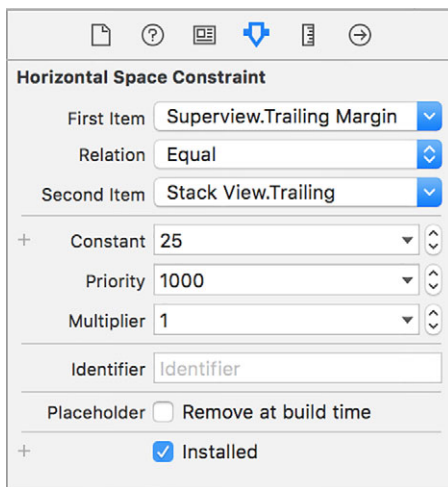 Horizontal Space Constraint
First Item Superview.Trailing Margin
Relation Equal
Second Item Stack View.Trailing
+ Constant 25
Priority 1000
Multiplier 1
Identifier Identifier
Placeholder Remove at build time
+ Installed